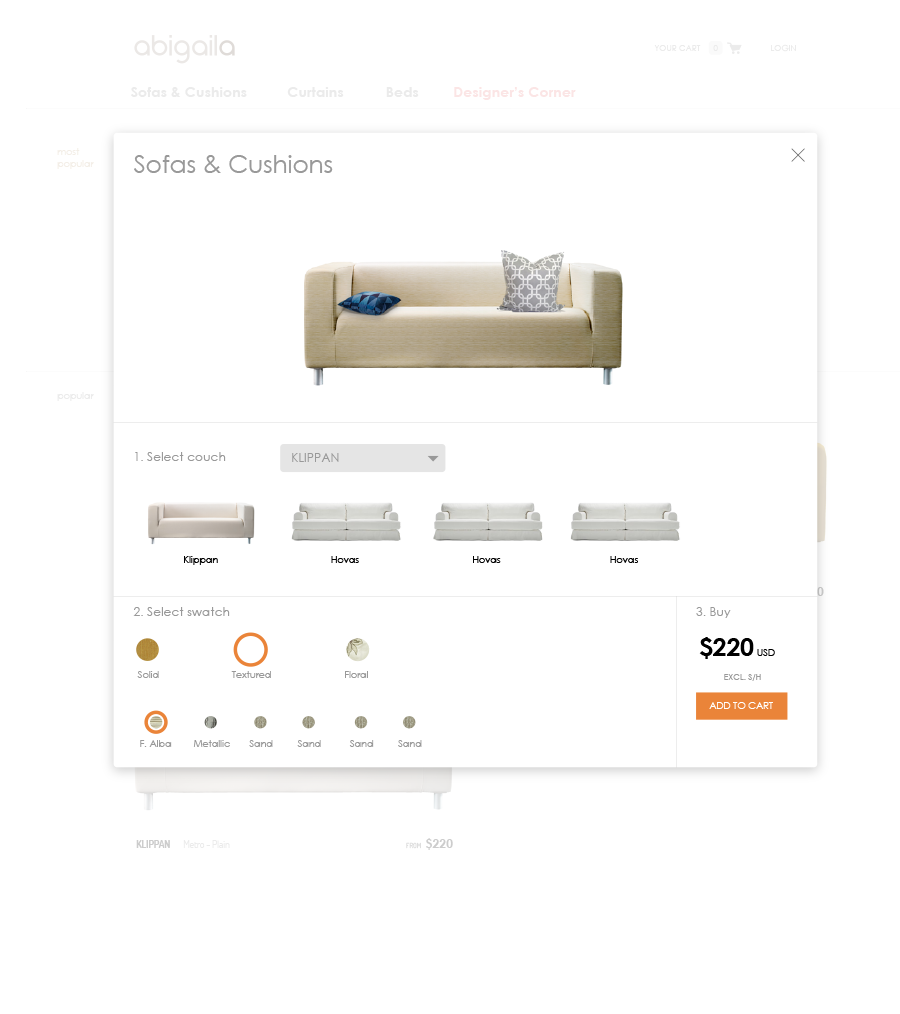 abigaila
YOUR CART 0 LOGIN
Sofas & Cushions Curtains Beds Designer's Corner
most
popular
Sofas & Cushions
popular
1. Select couch KLIPPAN
Klippan Hovas Hovas Hovas
0
2. Select swatch
3. Buy
Solid Textured Floral
$220 USD
EXCL. S/H
ADD TO CART
F. Alba Metallic Sand Sand Sand Sand
KLIPPAN Metro - Plain FROM $220